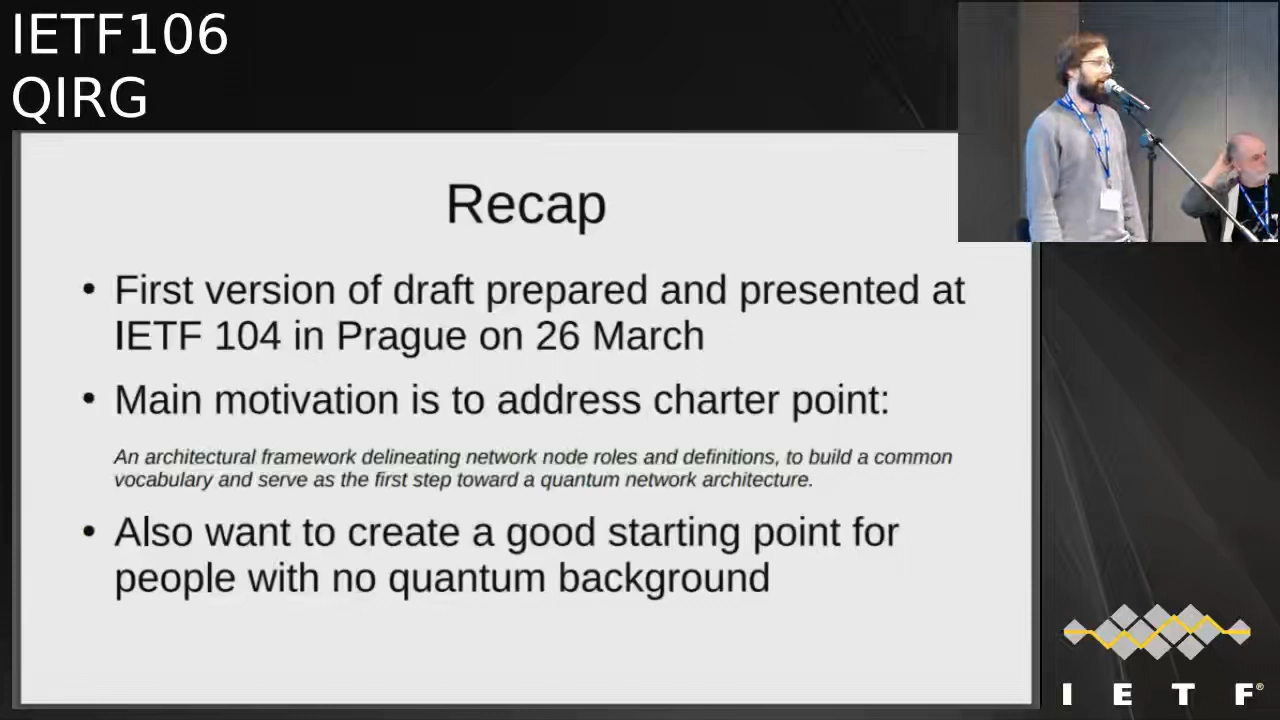 IETF106
QIRG
Recap
• First version of draft prepared and presented at
IETF 104 in Prague on 26 March
• Main motivation is to address charter point:
An architectural framework delineating network node roles and definitions, to build a common
vocabulary and serve as the first step toward a quantum network architecture.
• Also want to create a good starting point for
people with no quantum background
I E T F®